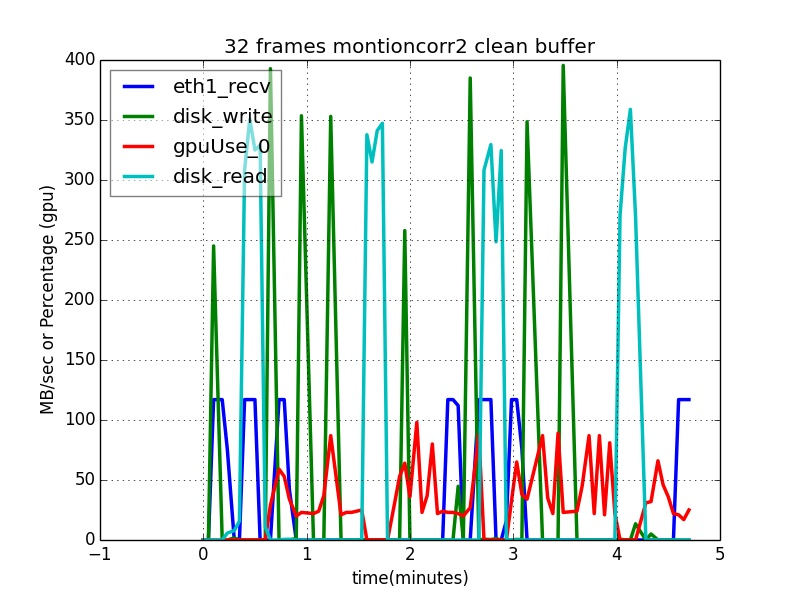 32 frames montioncorr2 clean buffer
400
350
300
250
200
150
100
50
0
MB/sec or Percentage (gpu)
eth1_recv
disk_write
gpuUse_0
disk_read
−1 0 1 2 3 4 5
time(minutes)